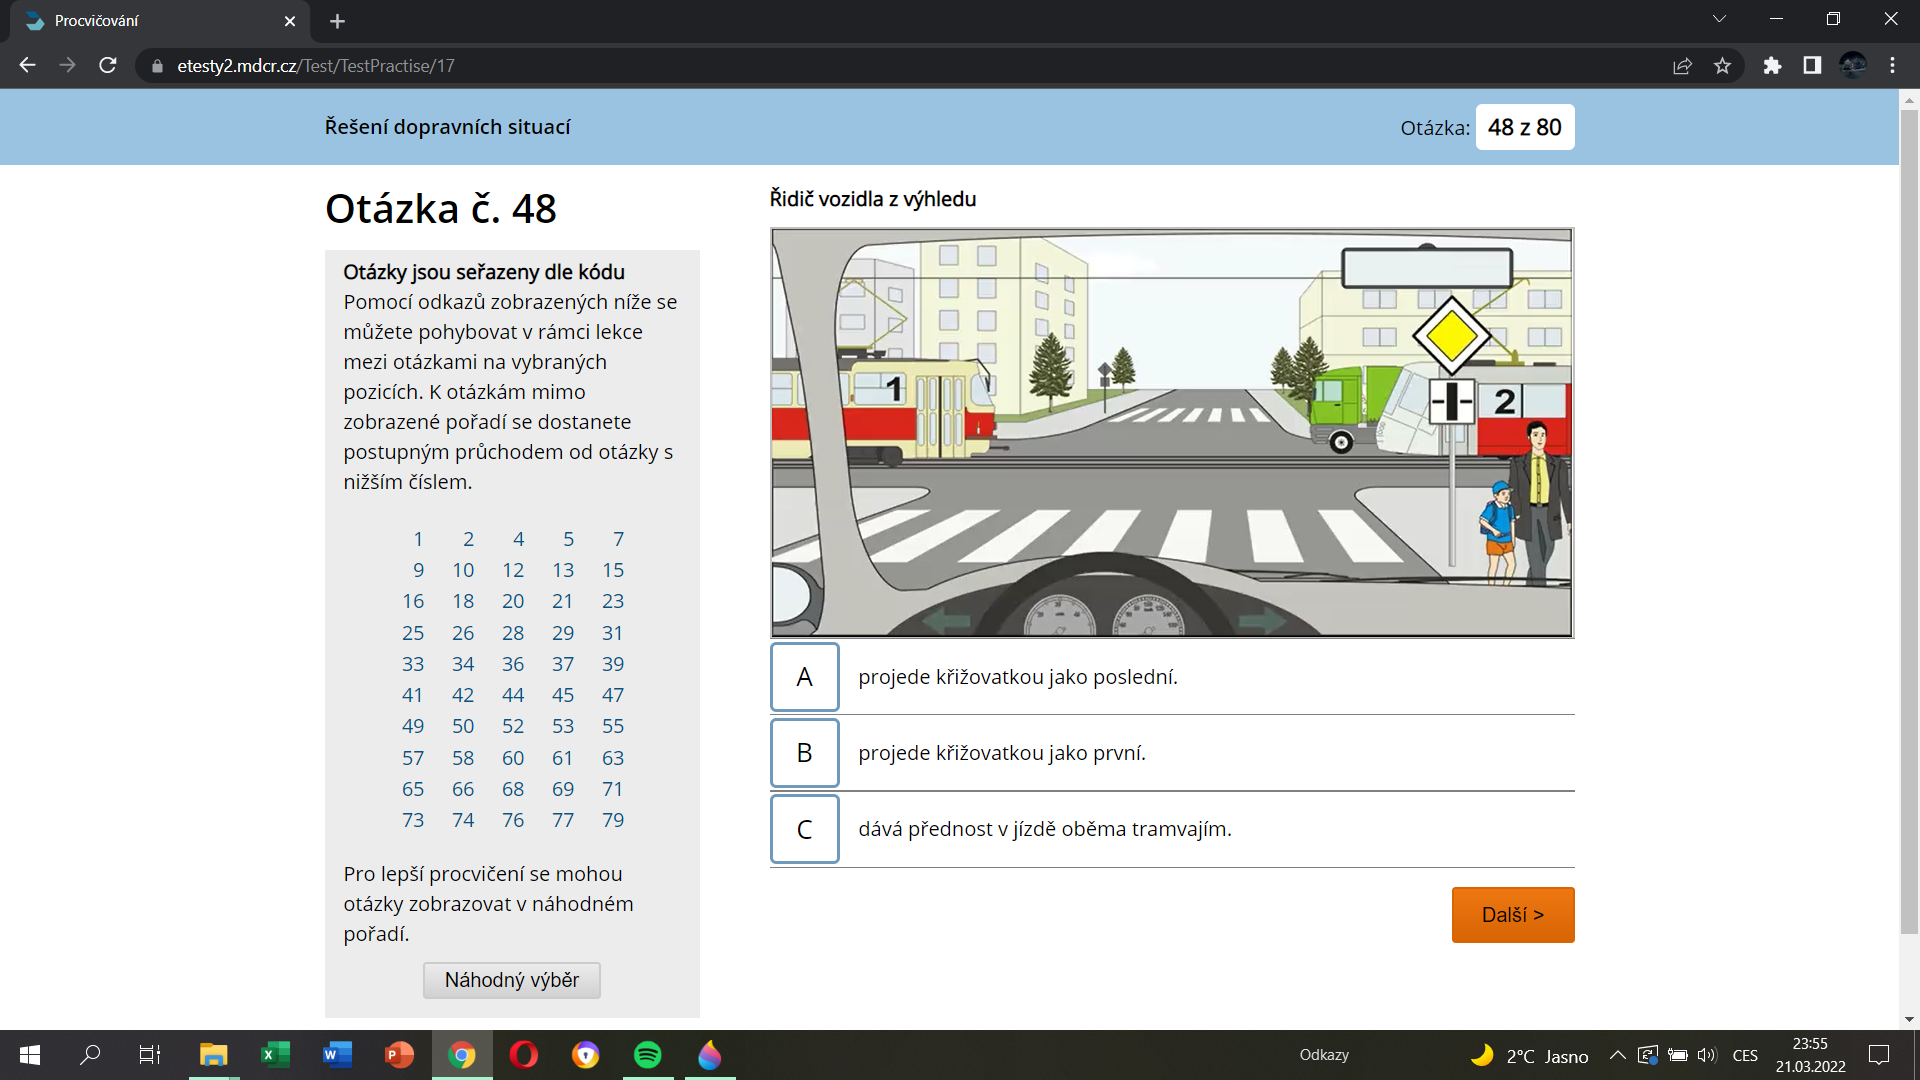 Procvičování
etesty2.mdcr.cz/Test/TestPractise/17
Řešení dopravních situací
Otázka: 48 z 80
Otázka č. 48
Otázky jsou seřazeny dle kódu
Pomocí odkazů zobrazených níže se
můžete pohybovat v rámci lekce
mezi otázkami na vybraných
pozicích. K otázkám mimo
zobrazené pořadí se dostanete
postupným průchodem od otázky s
nižším číslem.
1 2 4 5 7
9 10 12 13 15
16 18 20 21 23
25 26 28 29 31
33 34 36 37 39
41 42 44 45 47
49 50 52 53 55
57 58 60 61 63
65 66 68 69 71
73 74 76 77 79
Pro lepší procvičení se mohou
otázky zobrazovat v náhodném
pořadí.
Náhodný výběr
Řidič vozidla z výhledu
1
2
A projede křižovatkou jako poslední.
B projede křižovatkou jako první.
C dává přednost v jízdě oběma tramvajím.
Další >
Odkazy
2°C Jasno
CES
23:55
21.03.2022